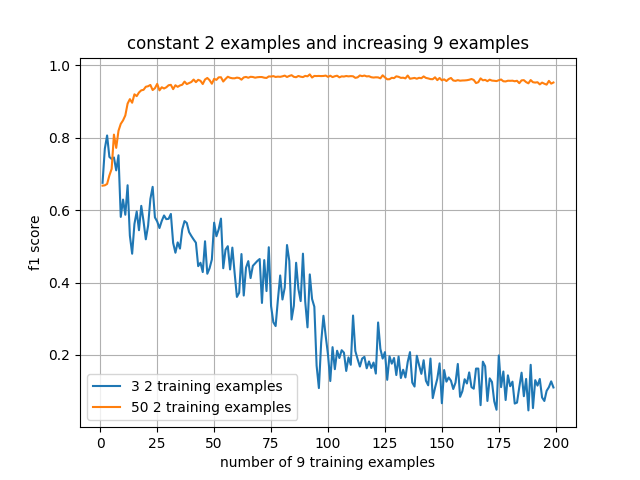 constant 2 examples and increasing 9 examples
f1 score
1.0
0.8
0.6
0.4
0.2
3 2 training examples
50 2 training examples
0 25 50 75 100 125 150 175 200
number of 9 training examples